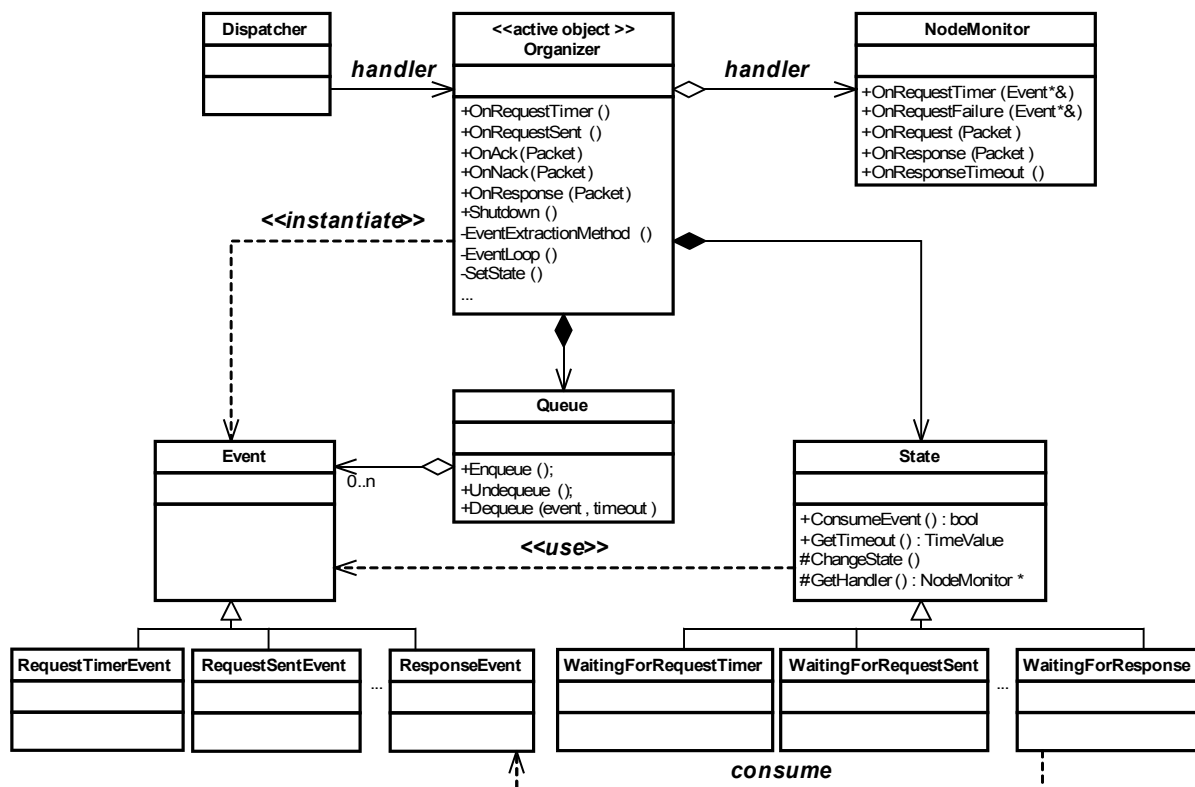 Dispatcher
<<active object >>
Organizer
NodeMonitor
handler
handler
+OnRequestTimer ()
+OnRequestSent ()
+OnAck (Packet)
+OnNack (Packet)
+OnResponse (Packet)
+Shutdown ()
-EventExtractionMethod ()
-EventLoop ()
-SetState ()
...
+OnRequestTimer (Event*&)
+OnRequestFailure (Event*&)
+OnRequest (Packet )
+OnResponse (Packet )
+OnResponseTimeout ()
<<instantiate>>
Queue
+Enqueue ();
+Undequeue ();
+Dequeue (event , timeout )
Event
0..n
State
+ConsumeEvent () : bool
+GetTimeout () : TimeValue
#ChangeState ()
#GetHandler () : NodeMonitor *
<<use>>
RequestTimerEvent
RequestSentEvent
...
ResponseEvent
WaitingForRequestTimer
WaitingForRequestSent
...
WaitingForResponse
consume